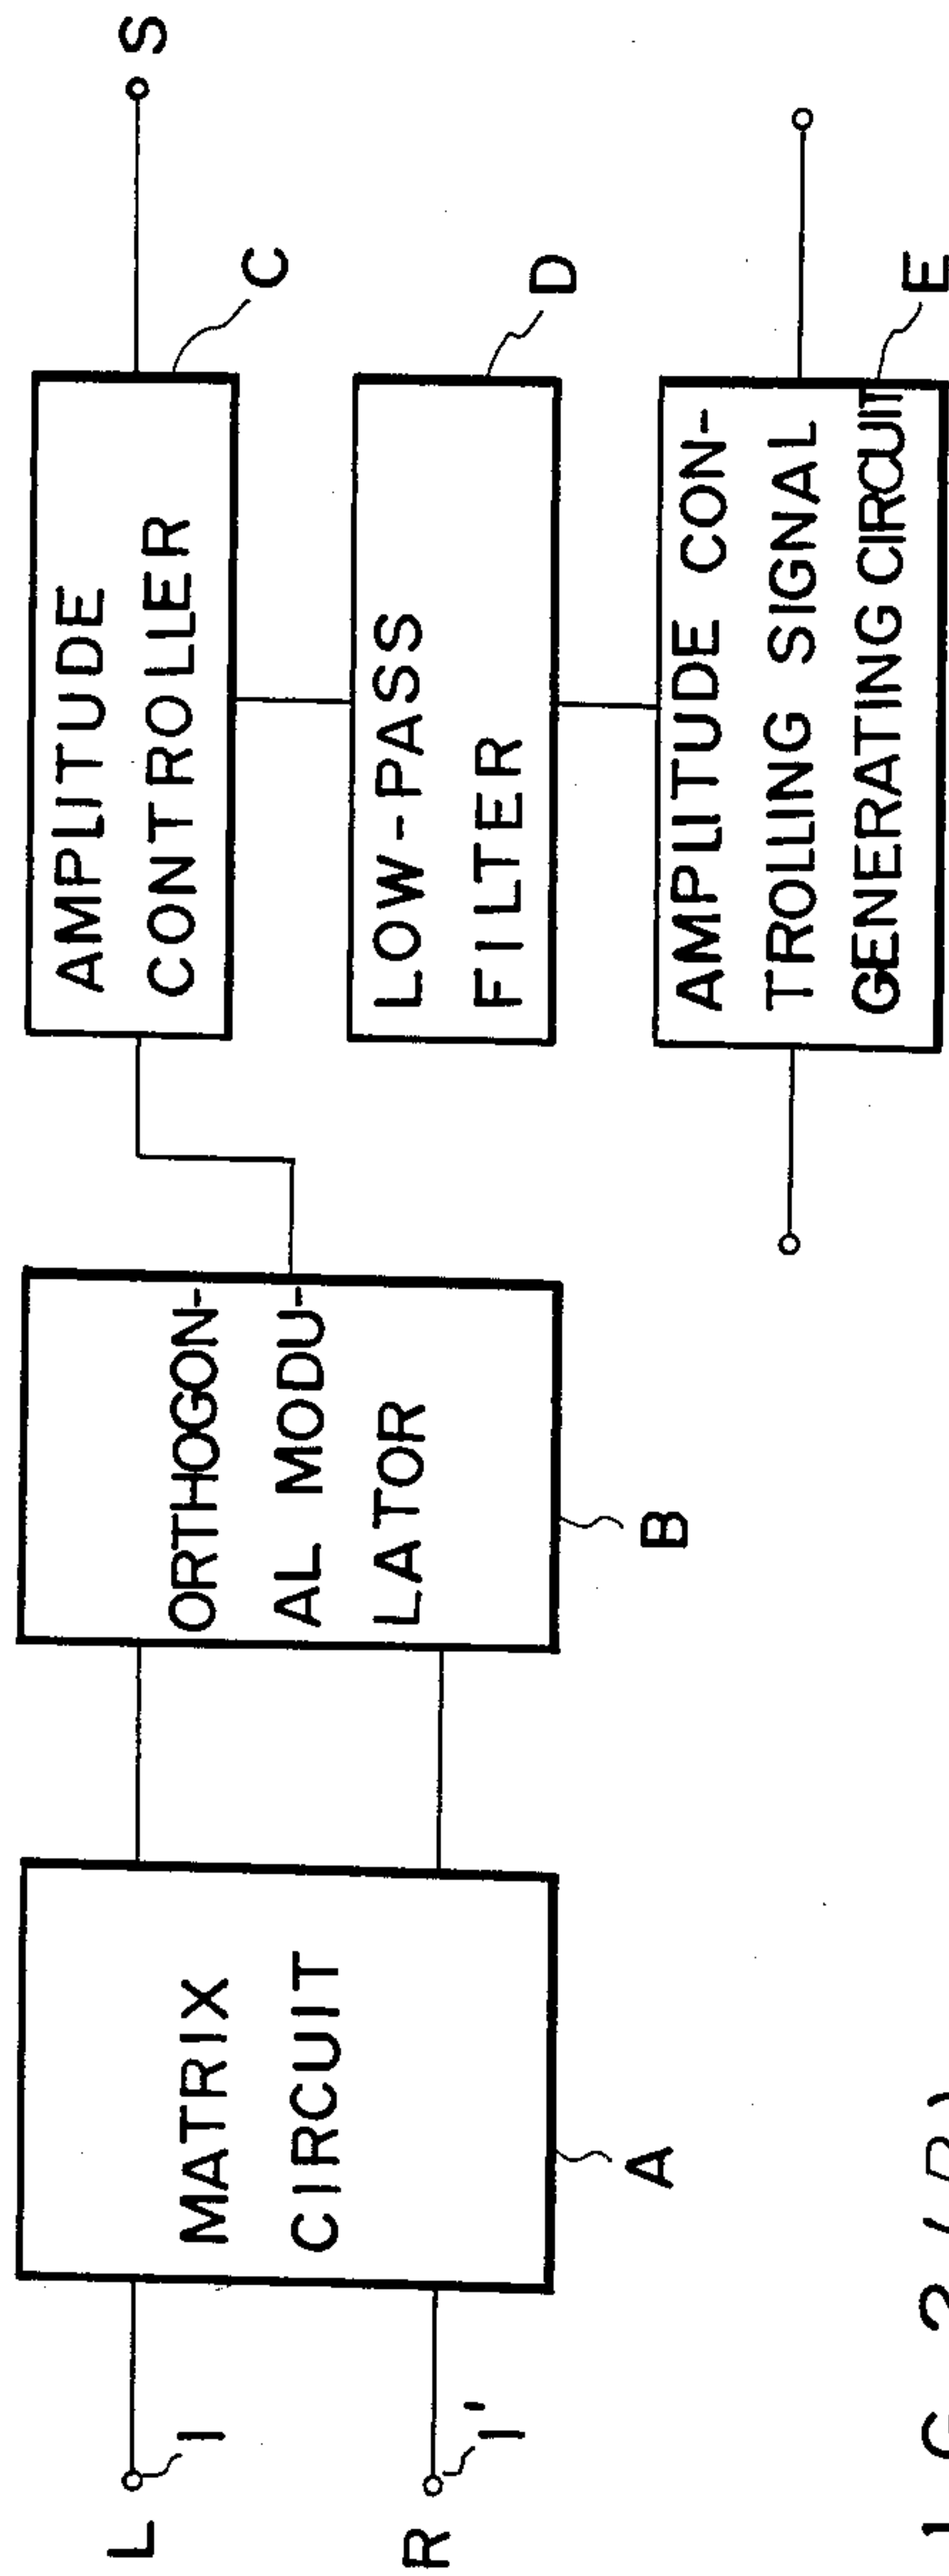 L
1
R
1'
MATRIX
CIRCUIT
A
ORTHOGON-
AL MODU-
LATOR
B
AMPLITUDE
CONTROLLER
C
S
LOW-PASS
FILTER
D
AMPLITUDE CON-
TROLLING SIGNAL
GENERATING CIRCUIT
E